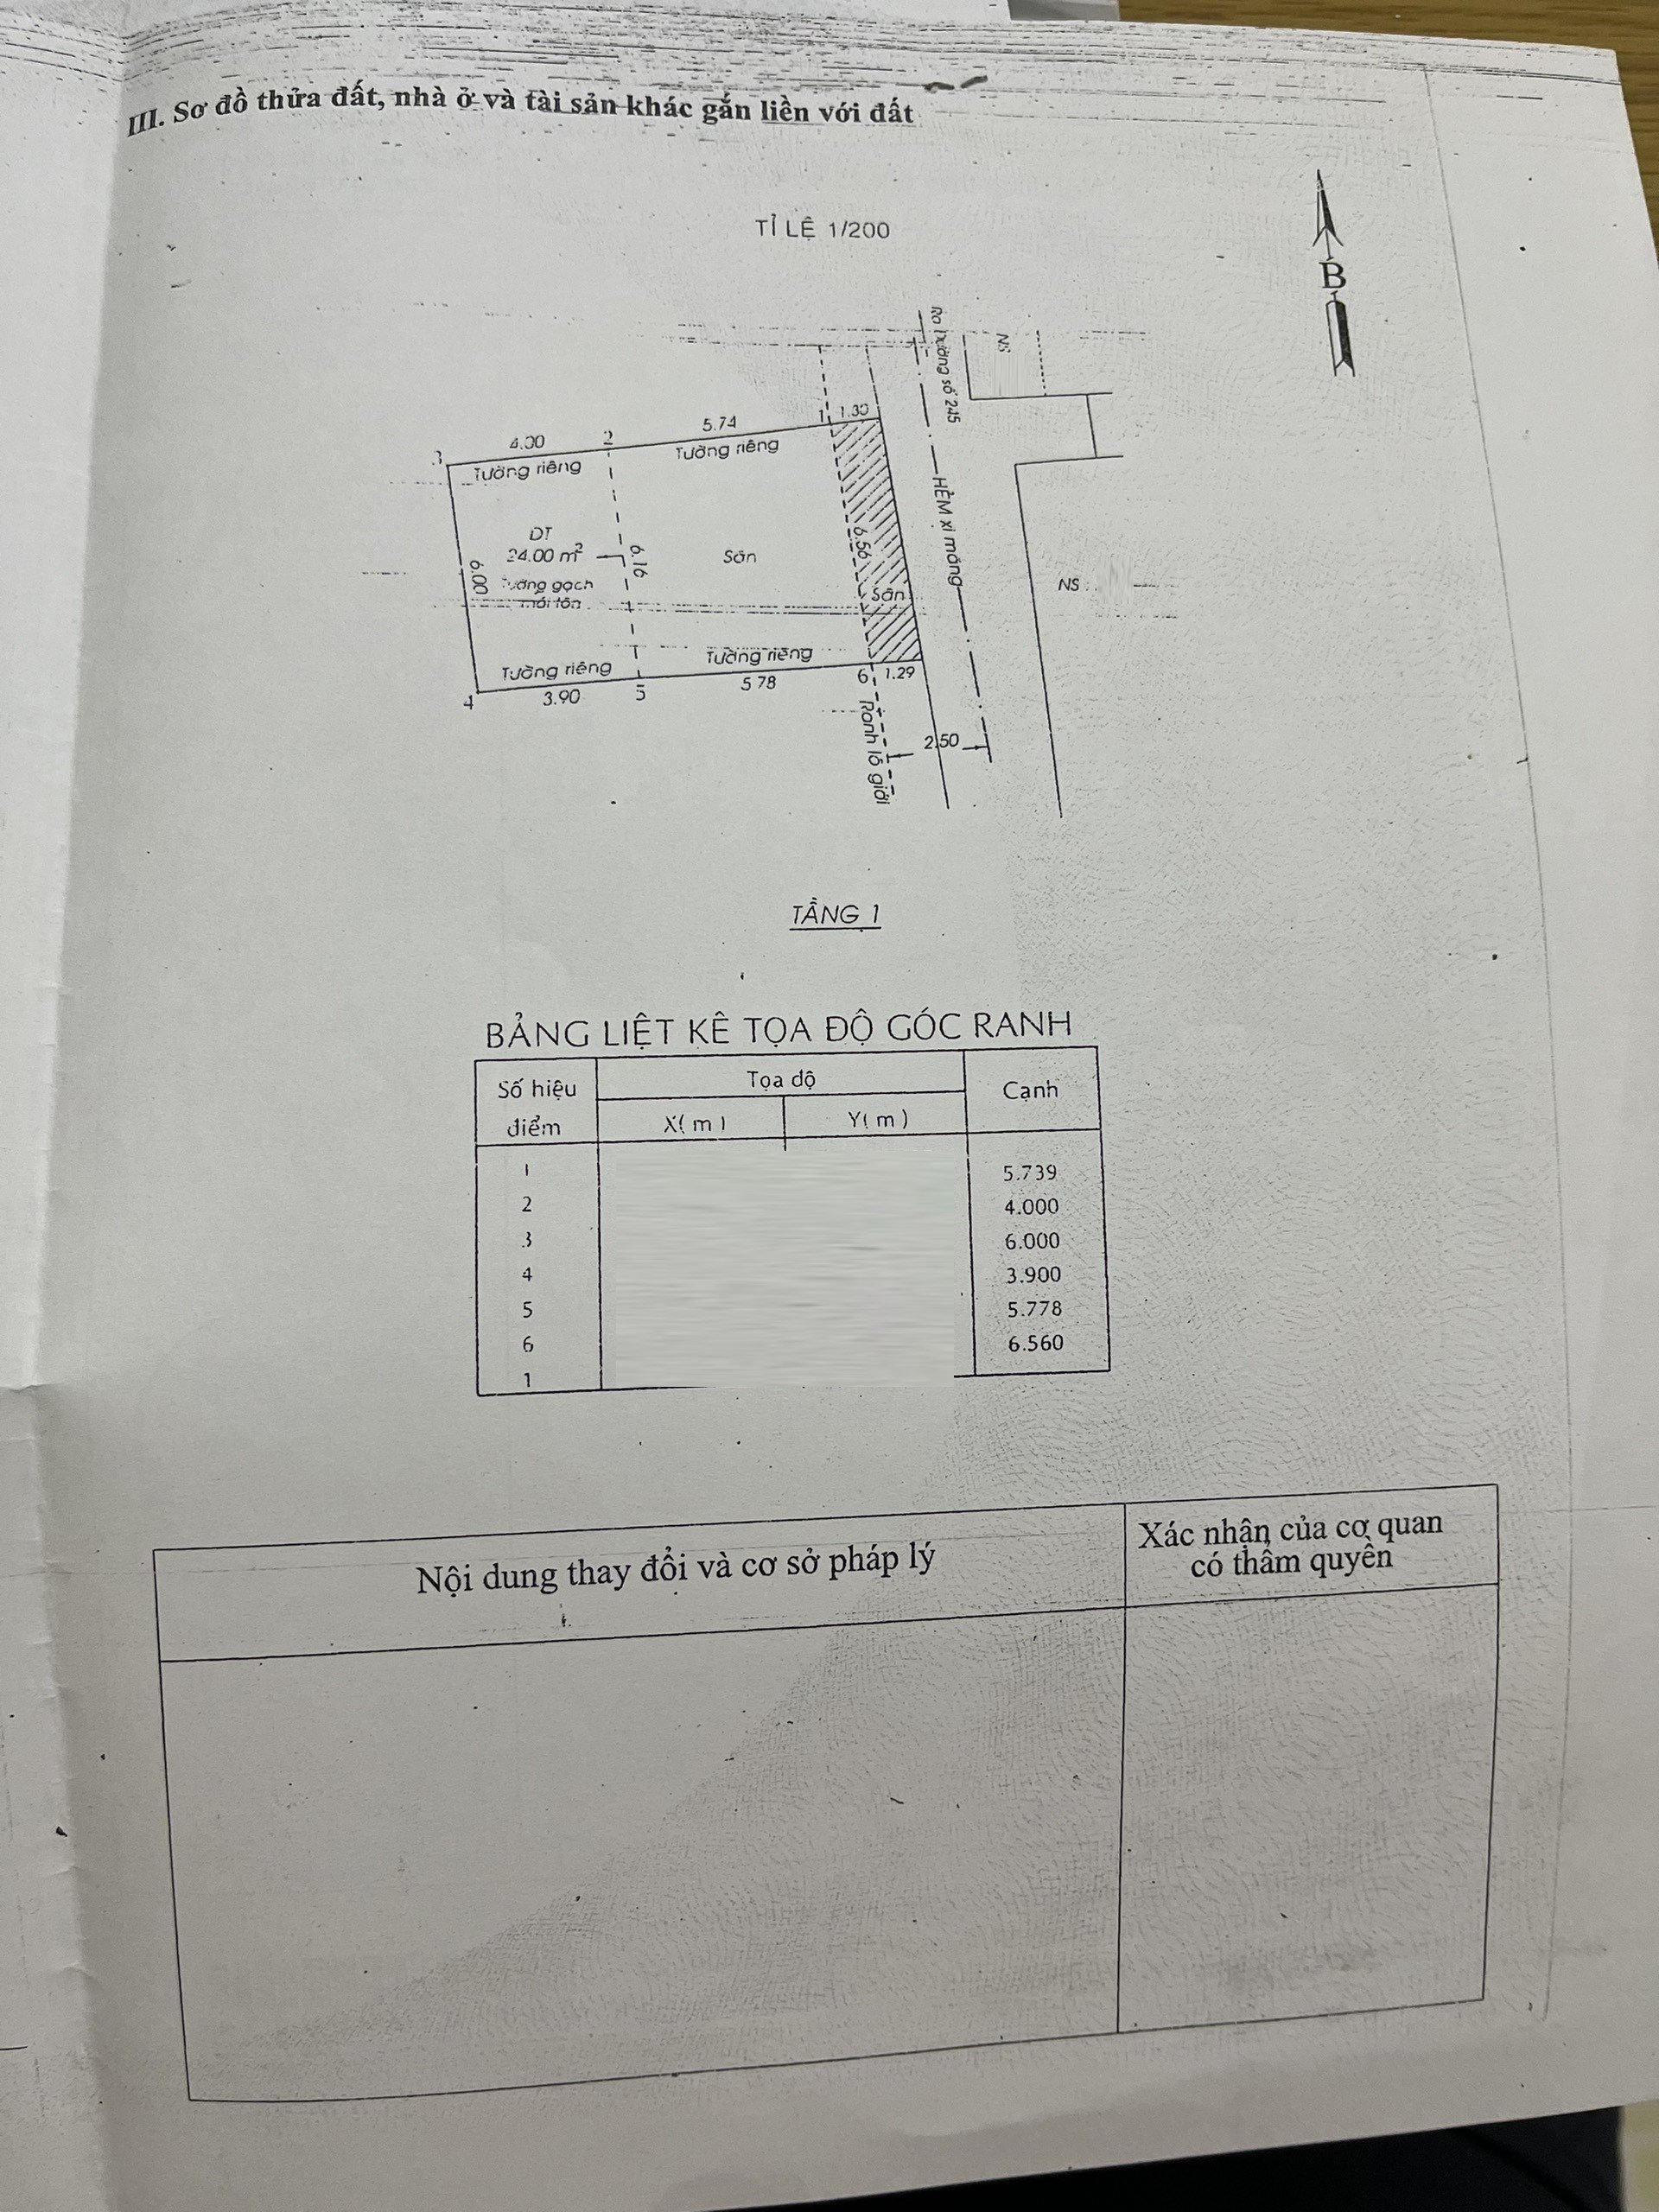 III. Sơ đồ thửa đất, nhà ở và tài sản khác gắn liền với đất
TỈ LỆ 1/200
B
Ra đường số 245
NS
1
1.30
5.74
2
4.00
3
Tường riêng
Tường riêng
HẺM xi măng
DT
24.00 m²
6.16
Sân
6.56
6.00
Tường gạch
mái tôn
Sân
NS
Tường riêng
Tường riêng
4
3.90
5
5.78
6
1.29
Ranh lộ giới
2.50
TẦNG 1
BẢNG LIỆT KÊ TỌA ĐỘ GÓC RANH
Số hiệu điểm
Tọa độ
Cạnh
X( m )
Y( m )
1
5.739
2
4.000
3
6.000
4
3.900
5
5.778
6
6.560
1
Nội dung thay đổi và cơ sở pháp lý
Xác nhận của cơ quan
có thẩm quyền